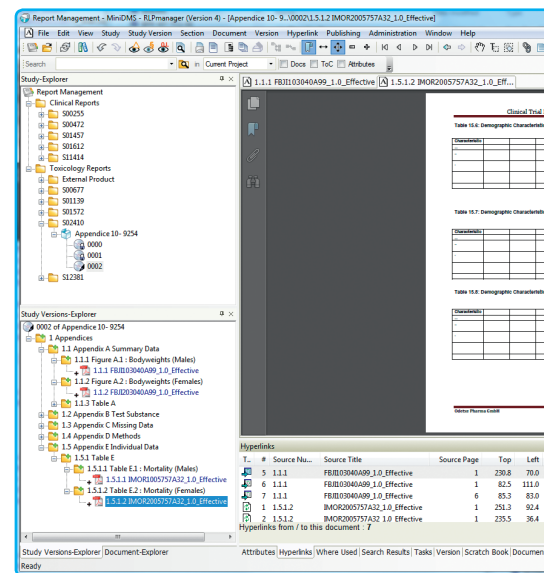 Report Management - MiniDMS - RLPmanager (Version 4) - [Appendice 10- 9...\0002\1.5.1.2 IMOR2005757A32_1.0_Effective]
File Edit View Study Study Version Section Document Version Hyperlink Publishing Administration Window Help
Search in Current Project Docs ToC Attributes
Study-Explorer
Report Management
Clinical Reports
S00255
S00472
S01457
S01612
S11414
Toxicology Reports
External Product
S00677
S01139
S01572
S02410
Appendice 10- 9254
0000
0001
0002
S12381
Study Versions-Explorer
0002 of Appendice 10- 9254
1 Appendices
1.1 Appendix A Summary Data
1.1.1 Figure A.1 : Bodyweights (Males)
1.1.1 FBJI103040A99_1.0_Effective
1.1.2 Figure A.2 : Bodyweights (Females)
1.1.2 FBJI203040A99_1.0_Effective
1.1.3 Table A
1.2 Appendix B Test Substance
1.3 Appendix C Missing Data
1.4 Appendix D Methods
1.5 Appendix E Individual Data
1.5.1 Table E
1.5.1.1 Table E.1 : Mortality (Males)
1.5.1.1 IMOR1005757A32_1.0_Effective
1.5.1.2 Table E.2 : Mortality (Females)
1.5.1.2 IMOR2005757A32_1.0_Effective
Study Versions-Explorer Document-Explorer
Ready
1.1.1 FBJI103040A99_1.0_Effective 1.5.1.2 IMOR2005757A32_1.0_Eff...
Clinical Trial
Table 15.6: Demographic Characteristi
Characteristic
Table 15.7: Demographic Characteristi
Characteristic
Table 15.8: Demographic Characteristi
Characteristic
Odetse Pharma GmbH
Hyperlinks
T... # Source Nu... Source Title Source Page Top Left
5 1.1.1 FBJI103040A99_1.0_Effective 1 230.8 70.0
6 1.1.1 FBJI103040A99_1.0_Effective 1 82.5 111.0
7 1.1.1 FBJI103040A99_1.0_Effective 6 85.3 83.0
1 1.5.1.2 IMOR2005757A32_1.0_Effective 1 251.3 92.4
2 1.5.1.2 IMOR2005757A32_1.0_Effective 1 235.5 36.4
Hyperlinks from / to this document : 7
Attributes Hyperlinks Where Used Search Results Tasks Version Scratch Book Documen